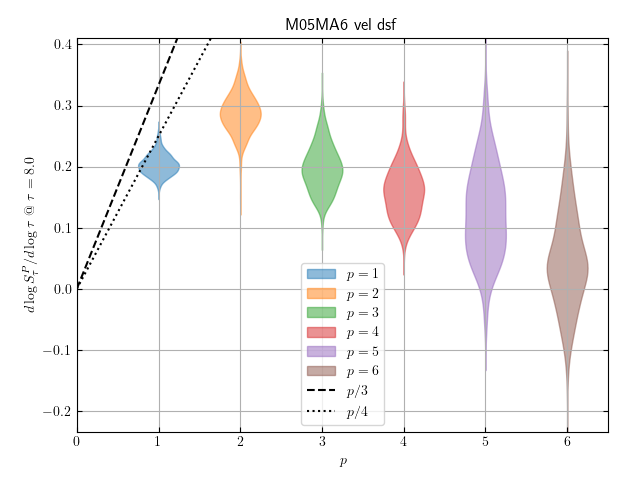 M05MA6 vel dsf
d log S_τ^P / d log τ @ τ = 8.0
0.4
0.3
0.2
0.1
0.0
−0.1
−0.2
p = 1
p = 2
p = 3
p = 4
p = 5
p = 6
p/3
p/4
0 1 2 3 4 5 6
p